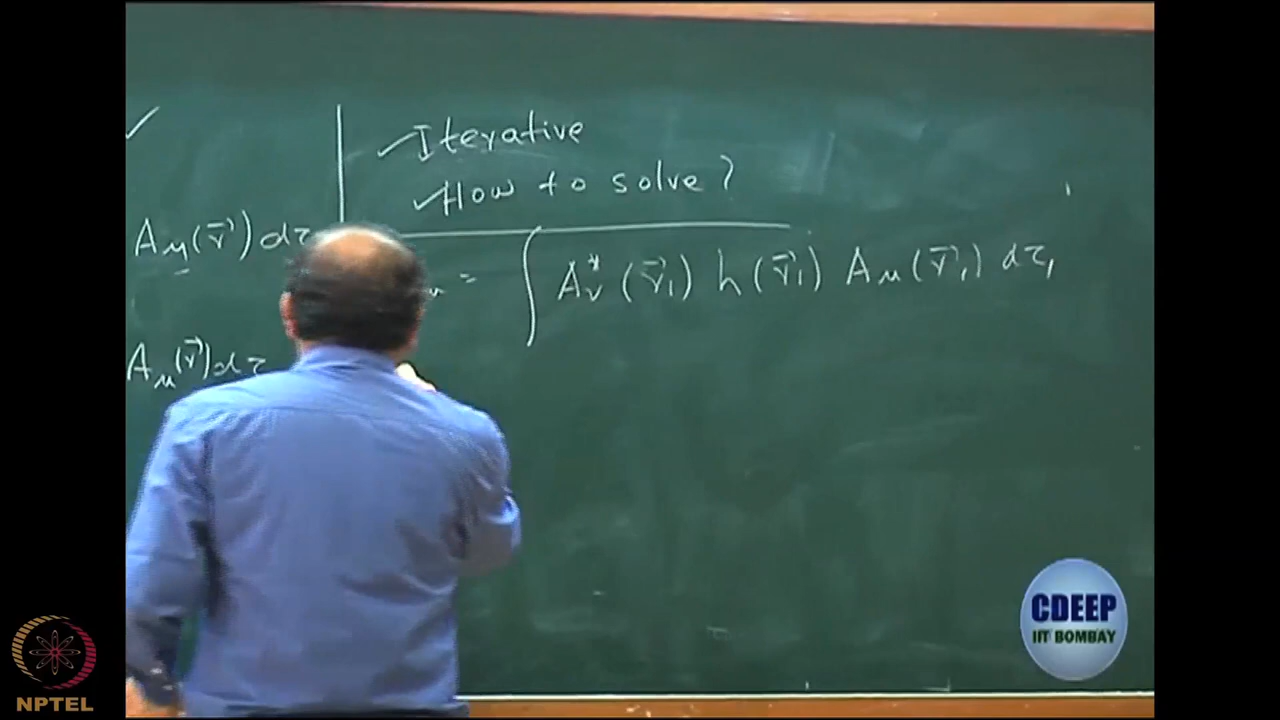 ✓
✓Iterative
✓How to solve?
A_μ(r⃗)dτ
μ = ∫ A_ν*(r⃗₁) h(r⃗₁) A_μ(r⃗₁) dτ₁
A_μ(r⃗)dτ
CDEEP
IIT BOMBAY
NPTEL